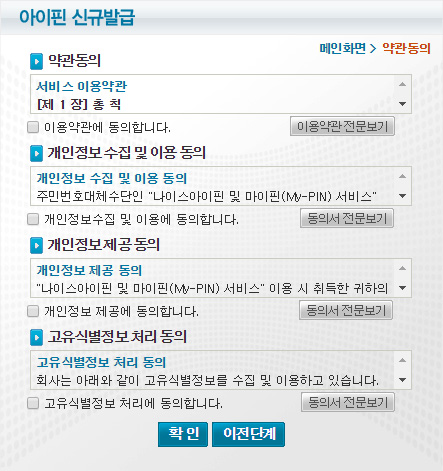 아이핀 신규발급
메인화면 > 약관동의
약관동의
서비스 이용약관
[제 1 장] 총 칙
이용약관에 동의합니다. 이용약관 전문보기
개인정보 수집 및 이용 동의
개인정보 수집 및 이용 동의
주민번호대체수단인 "나이스아이핀 및 마이핀(My-PIN) 서비스"
개인정보수집 및 이용에 동의합니다. 동의서 전문보기
개인정보제공 동의
개인정보 제공 동의
"나이스아이핀 및 마이핀(My-PIN) 서비스" 이용 시 취득한 귀하의
개인정보 제공에 동의합니다. 동의서 전문보기
고유식별정보 처리 동의
고유식별정보 처리 동의
회사는 아래와 같이 고유식별정보를 수집 및 이용하고 있습니다.
고유식별정보 처리에 동의합니다. 동의서 전문보기
확 인 이전단계